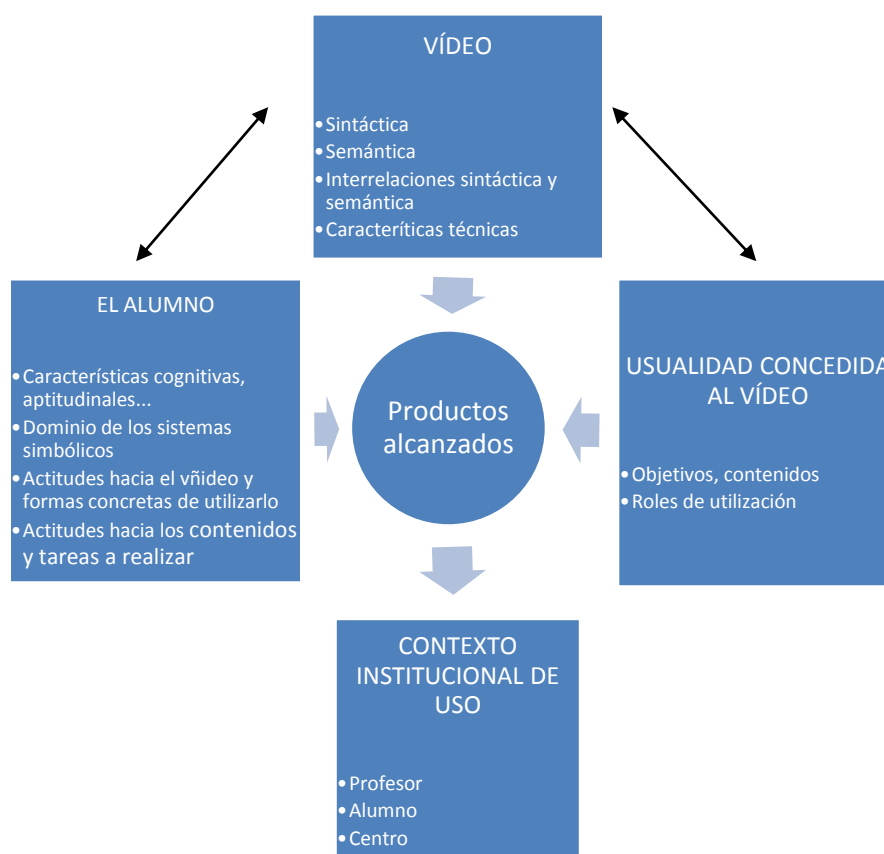 VÍDEO
•Sintáctica
•Semántica
•Interrelaciones sintáctica y
semántica
•Caracteríticas técnicas
EL ALUMNO
•Características cognitivas,
aptitudinales...
•Dominio de los sistemas
simbólicos
•Actitudes hacia el vñideo y
formas concretas de utilizarlo
•Actitudes hacia los contenidos
y tareas a realizar
Productos
alcanzados
USUALIDAD CONCEDIDA
AL VÍDEO
•Objetivos, contenidos
•Roles de utilización
CONTEXTO
INSTITUCIONAL DE
USO
•Profesor
•Alumno
•Centro